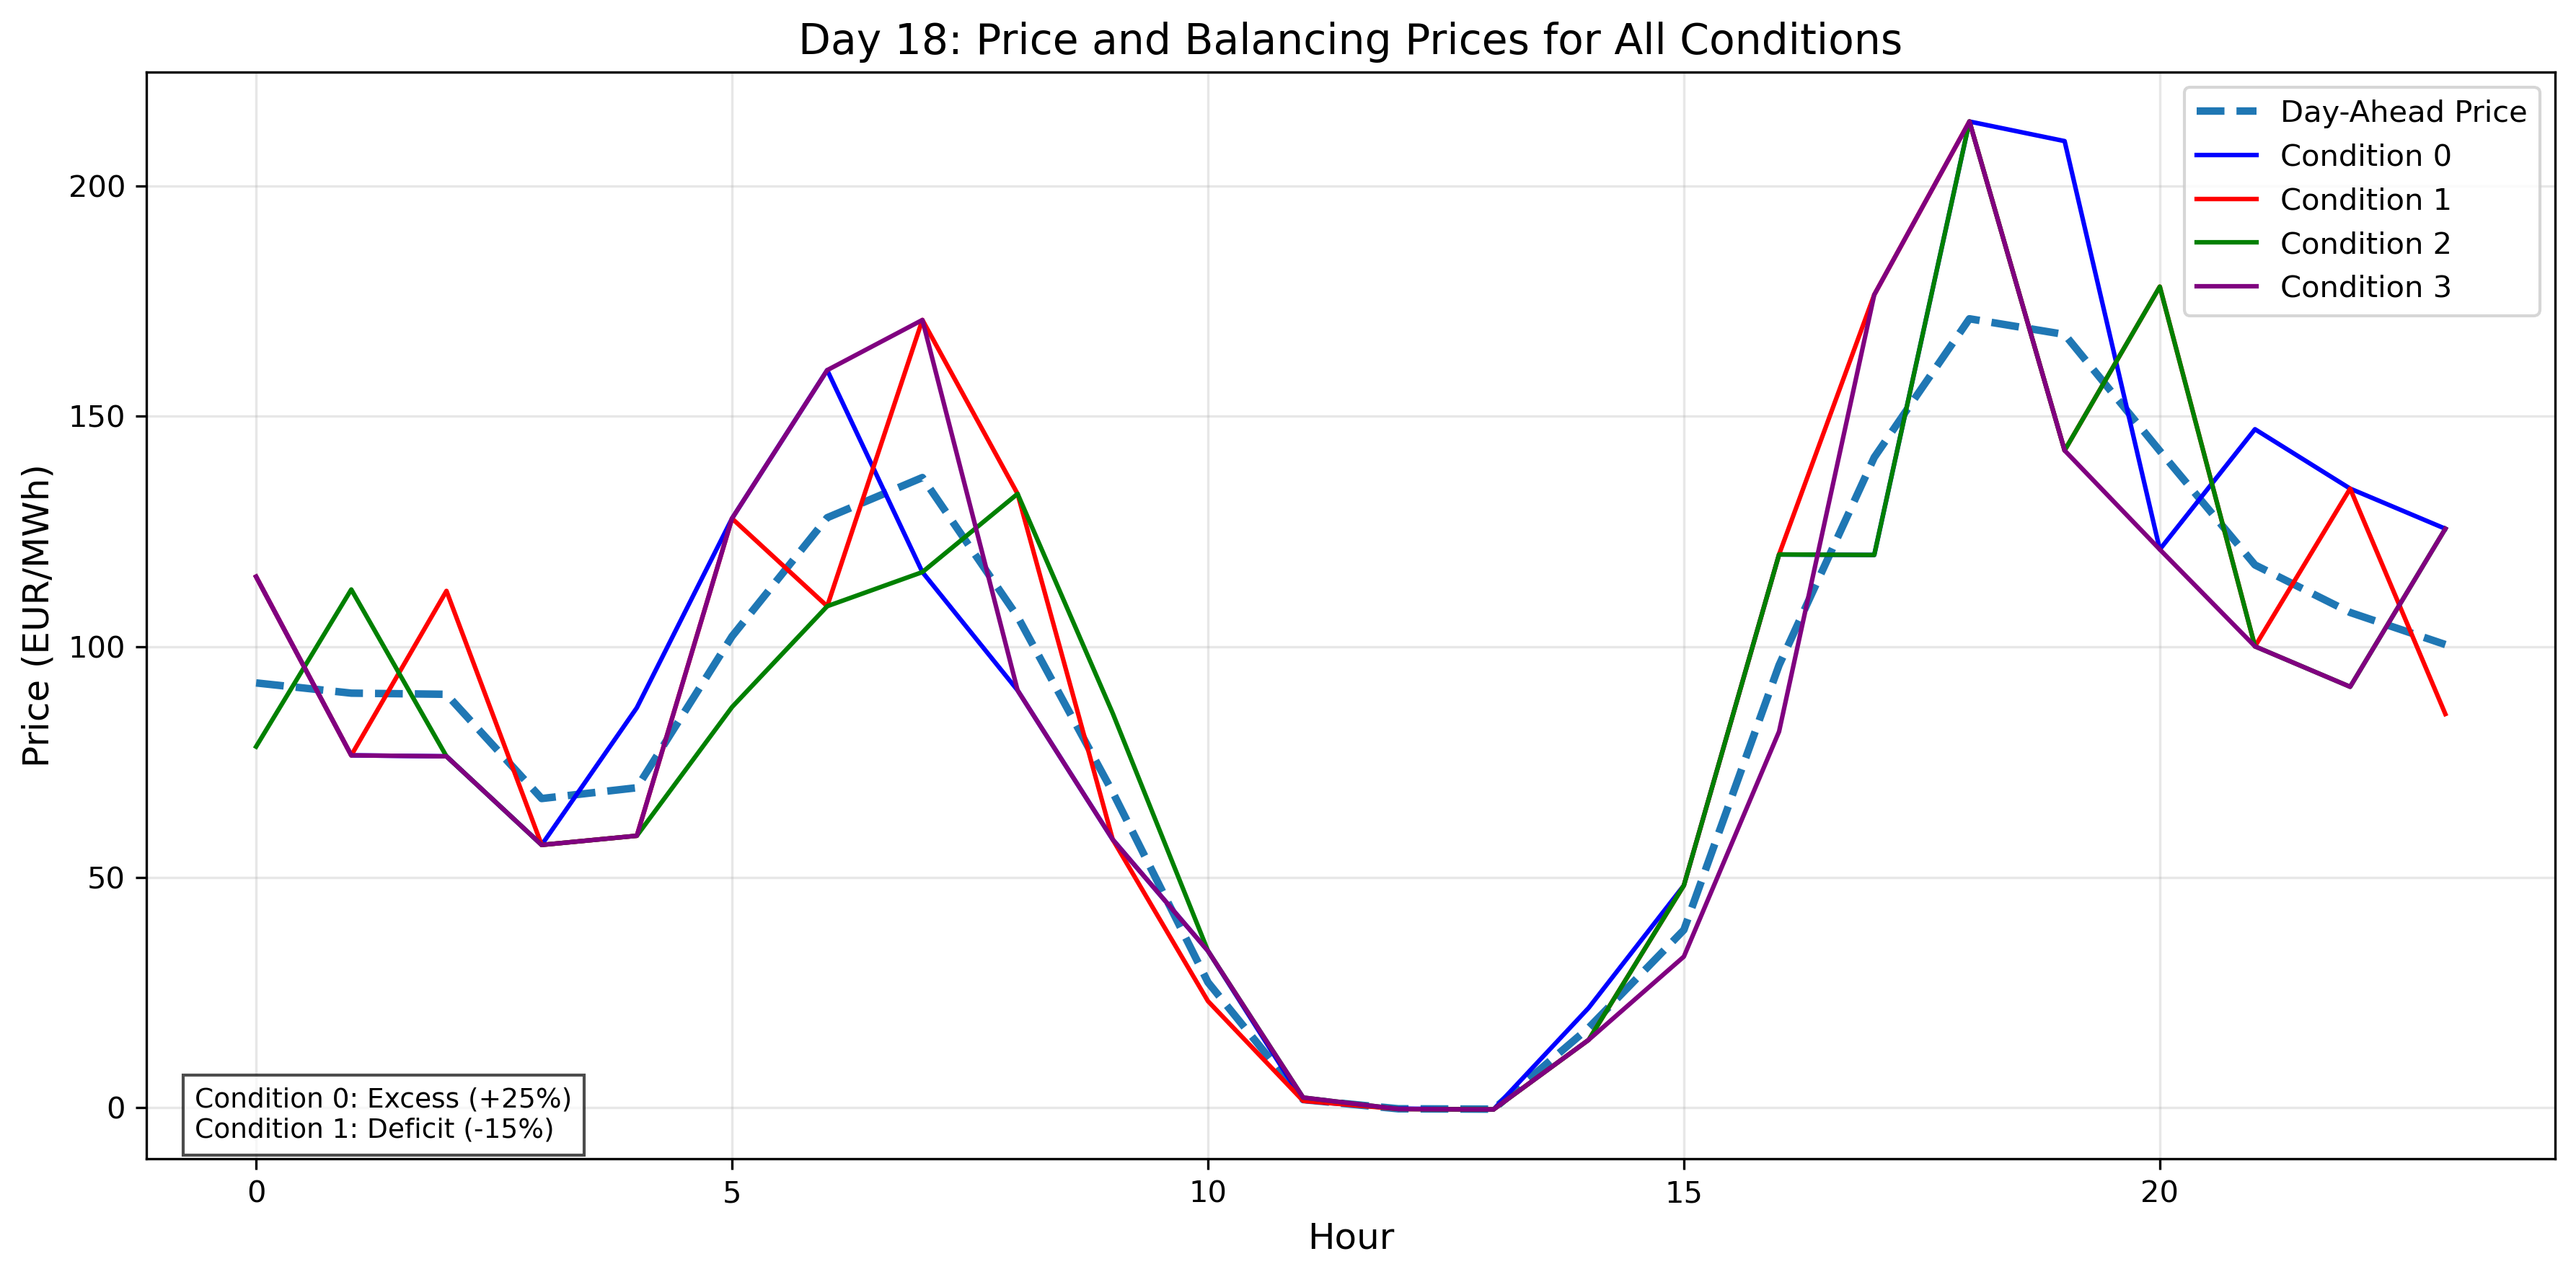 Day 18: Price and Balancing Prices for All Conditions
Price (EUR/MWh)
200
150
100
50
0
Day-Ahead Price
Condition 0
Condition 1
Condition 2
Condition 3
Condition 0: Excess (+25%)
Condition 1: Deficit (-15%)
0
5
10
15
20
Hour